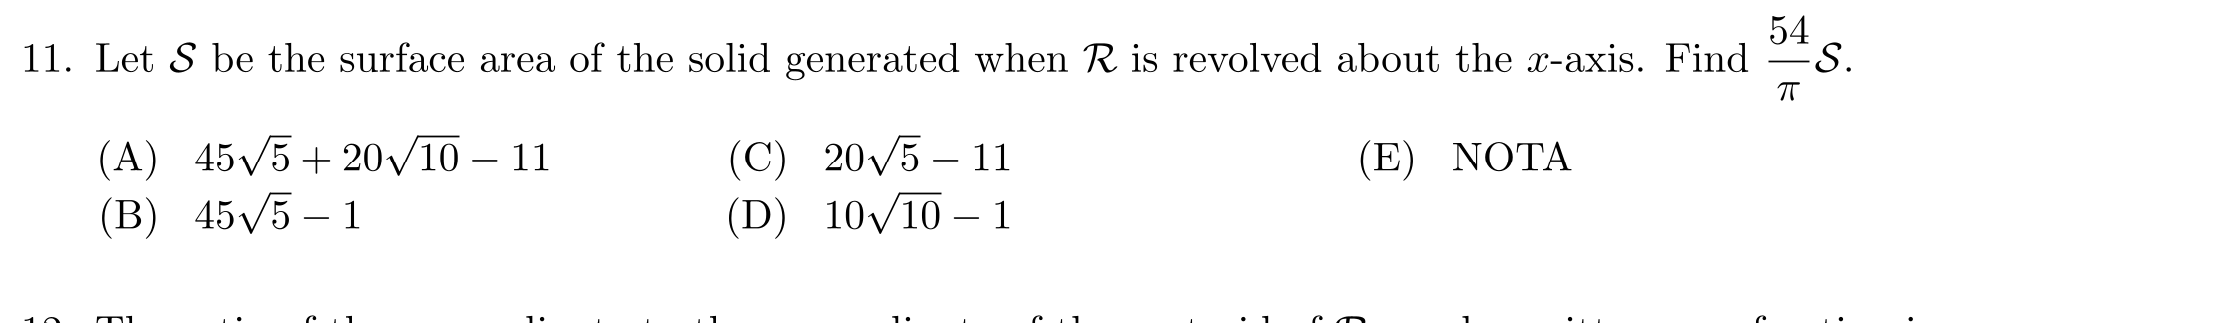 11. Let 𝒮 be the surface area of the solid generated when ℛ is revolved about the x-axis. Find 54/π 𝒮.
(A) 45√5 + 20√10 − 11 (C) 20√5 − 11 (E) NOTA
(B) 45√5 − 1 (D) 10√10 − 1